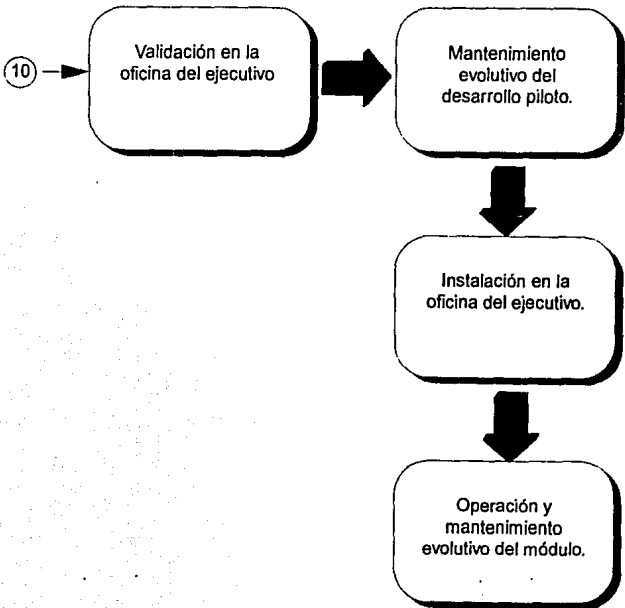 10
Validación en la
oficina del ejecutivo
Mantenimiento
evolutivo del
desarrollo piloto.
Instalación en la
oficina del ejecutivo.
Operación y
mantenimiento
evolutivo del módulo.